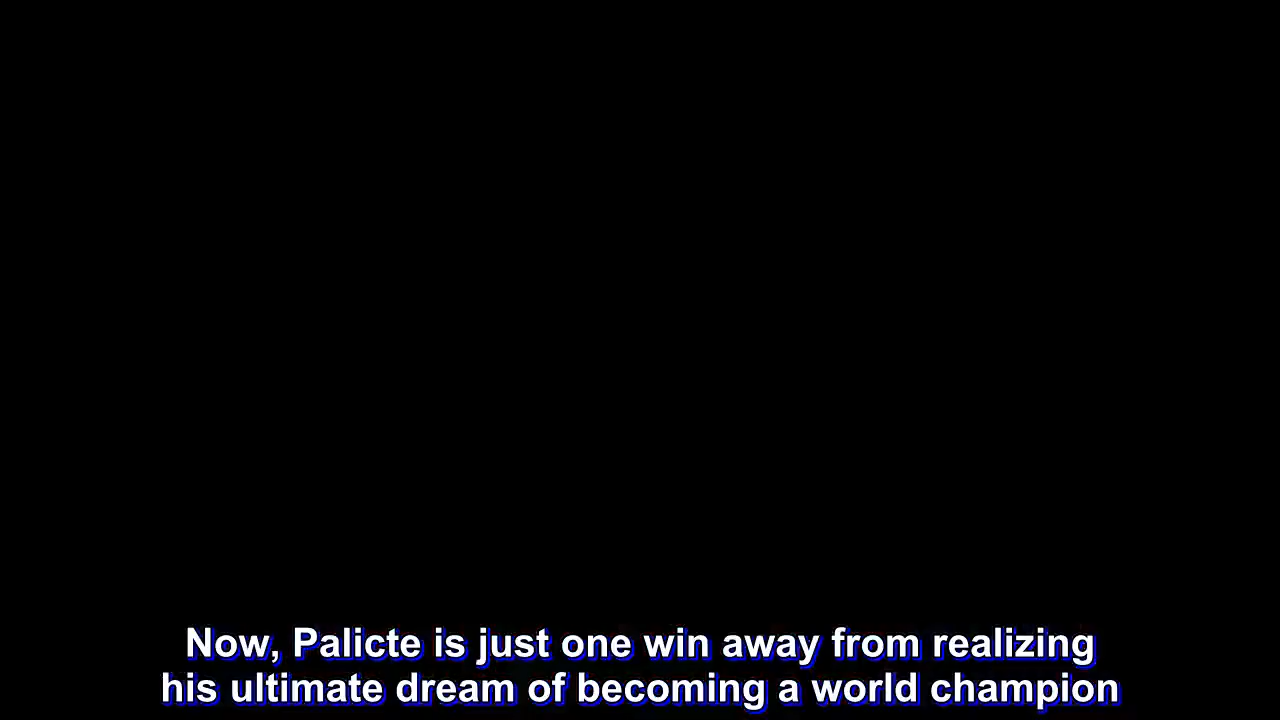 Now, Palicte is just one win away from realizing
his ultimate dream of becoming a world champion